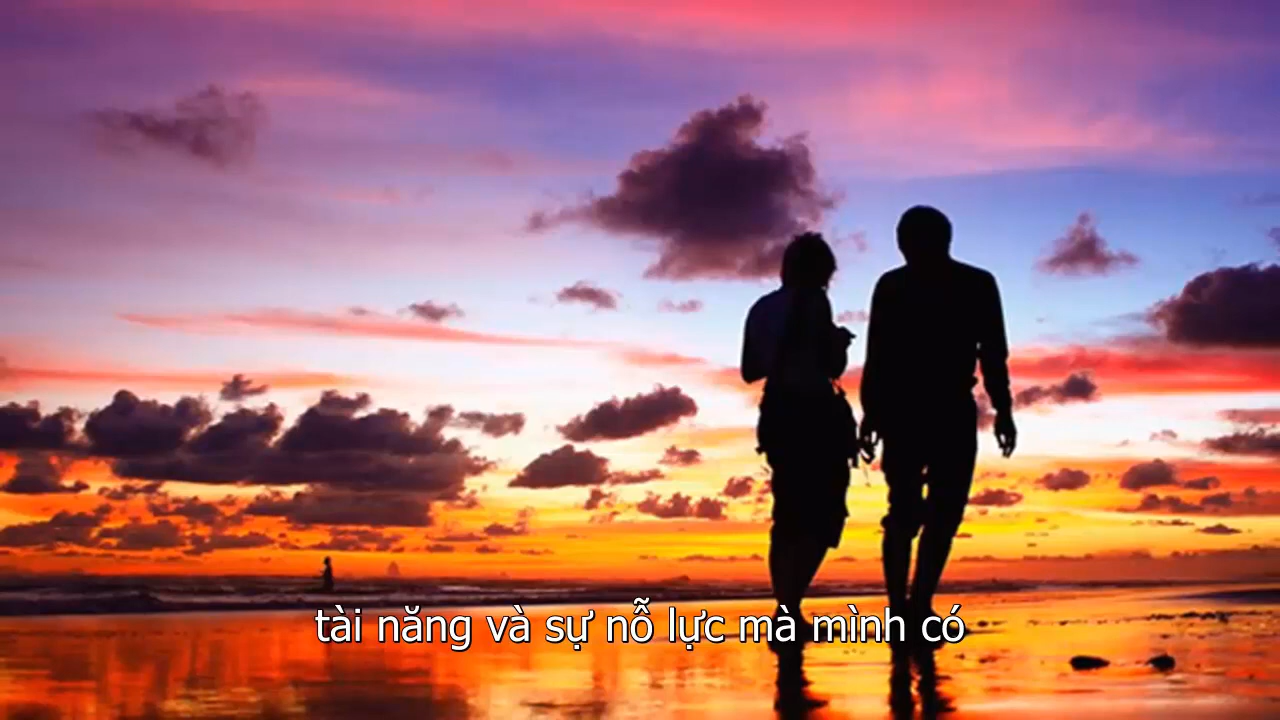 tài năng và sự nỗ lực mà mình có